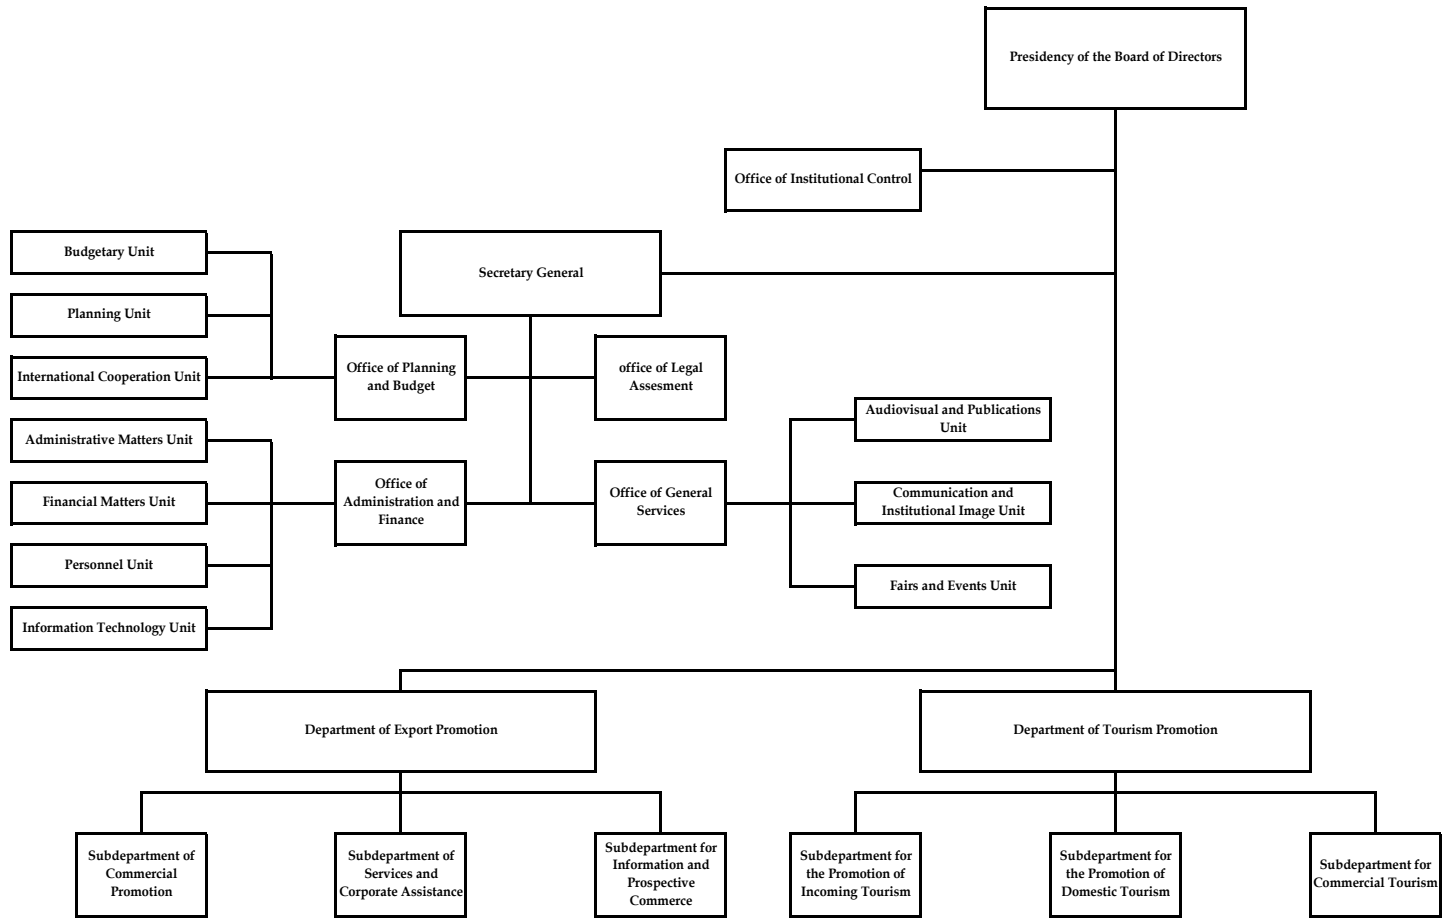 Presidency of the Board of Directors
Office of Institutional Control
Budgetary Unit
Secretary General
Planning Unit
International Cooperation Unit
Office of Planning
and Budget
office of Legal
Assesment
Audiovisual and Publications
Unit
Administrative Matters Unit
Financial Matters Unit
Office of
Administration and
Finance
Office of General
Services
Communication and
Institutional Image Unit
Personnel Unit
Fairs and Events Unit
Information Technology Unit
Department of Export Promotion
Department of Tourism Promotion
Subdepartment of
Commercial
Promotion
Subdepartment of
Services and
Corporate Assistance
Subdepartment for
Information and
Prospective
Commerce
Subdepartment for
the Promotion of
Incoming Tourism
Subdepartment for
the Promotion of
Domestic Tourism
Subdepartment for
Commercial Tourism